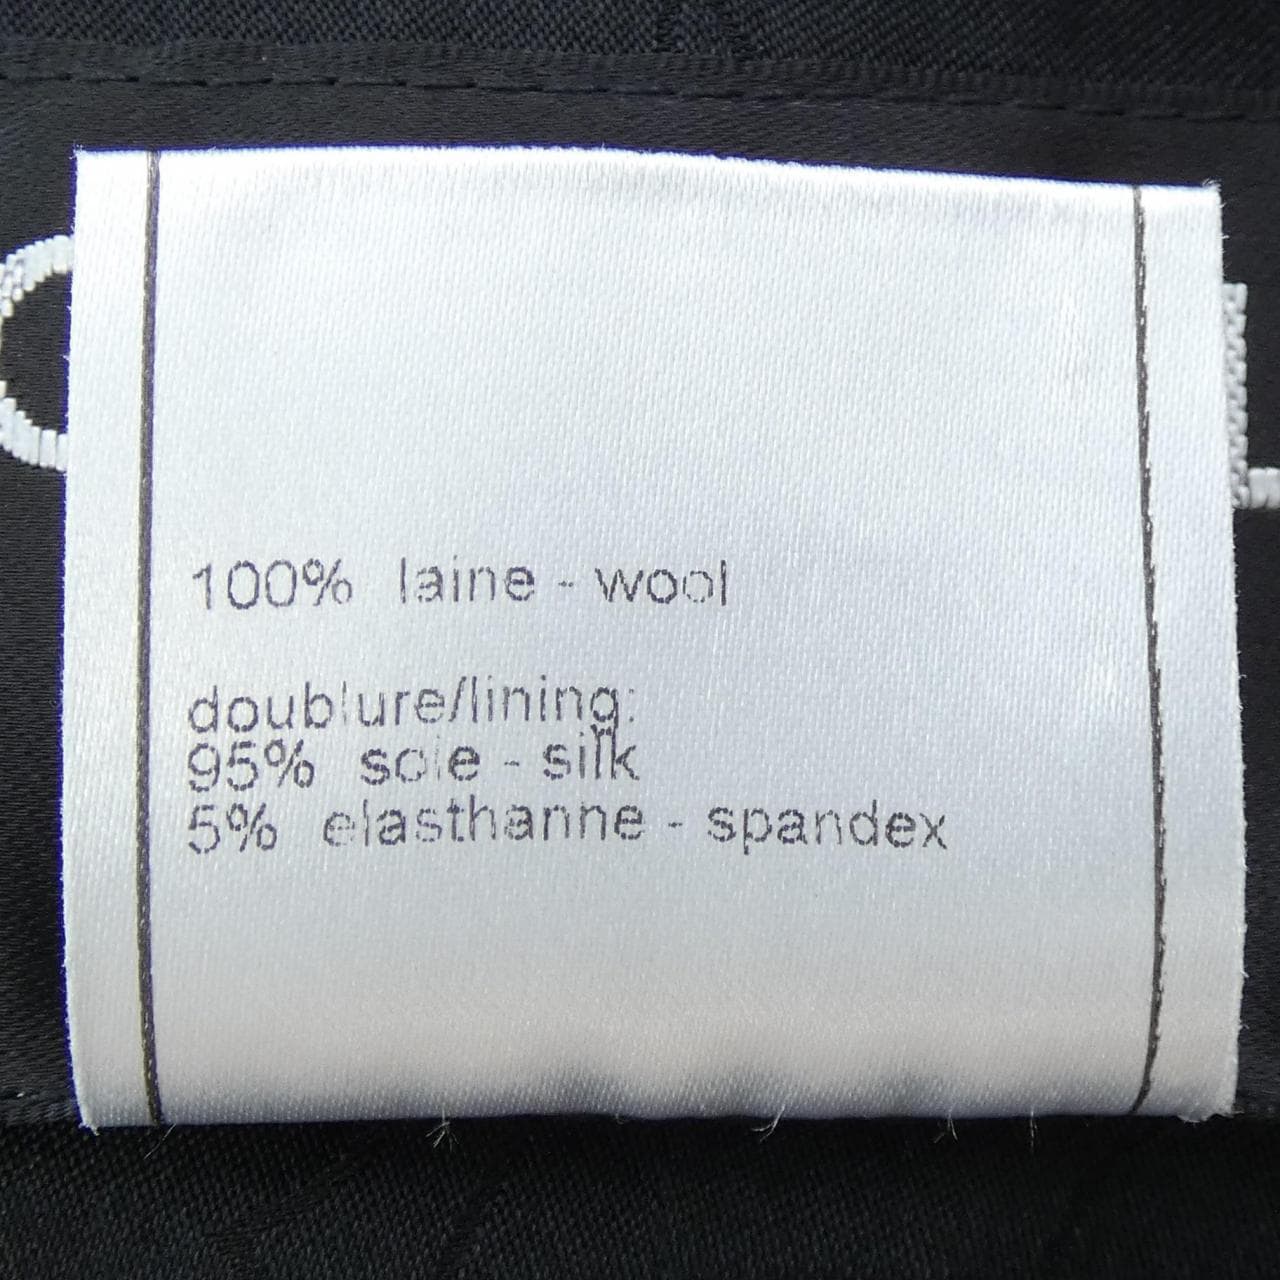 100% laine - wool
doublure/lining:
95% soie - silk
5% elasthanne - spandex